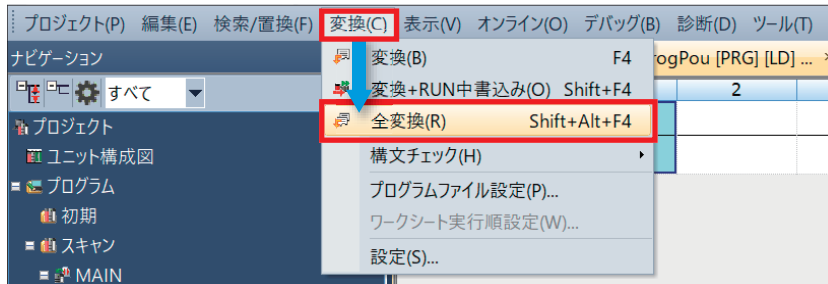 プロジェクト(P) 編集(E) 検索/置換(F) 変換(C) 表示(V) オンライン(O) デバッグ(B) 診断(D) ツール(T)
ナビゲーション
すべて
プロジェクト
ユニット構成図
プログラム
初期
スキャン
MAIN
変換(B) F4
変換+RUN中書込み(O) Shift+F4
全変換(R) Shift+Alt+F4
構文チェック(H)
プログラムファイル設定(P)...
ワークシート実行順設定(W)...
設定(S)...
ogPou [PRG] [LD] ...
2